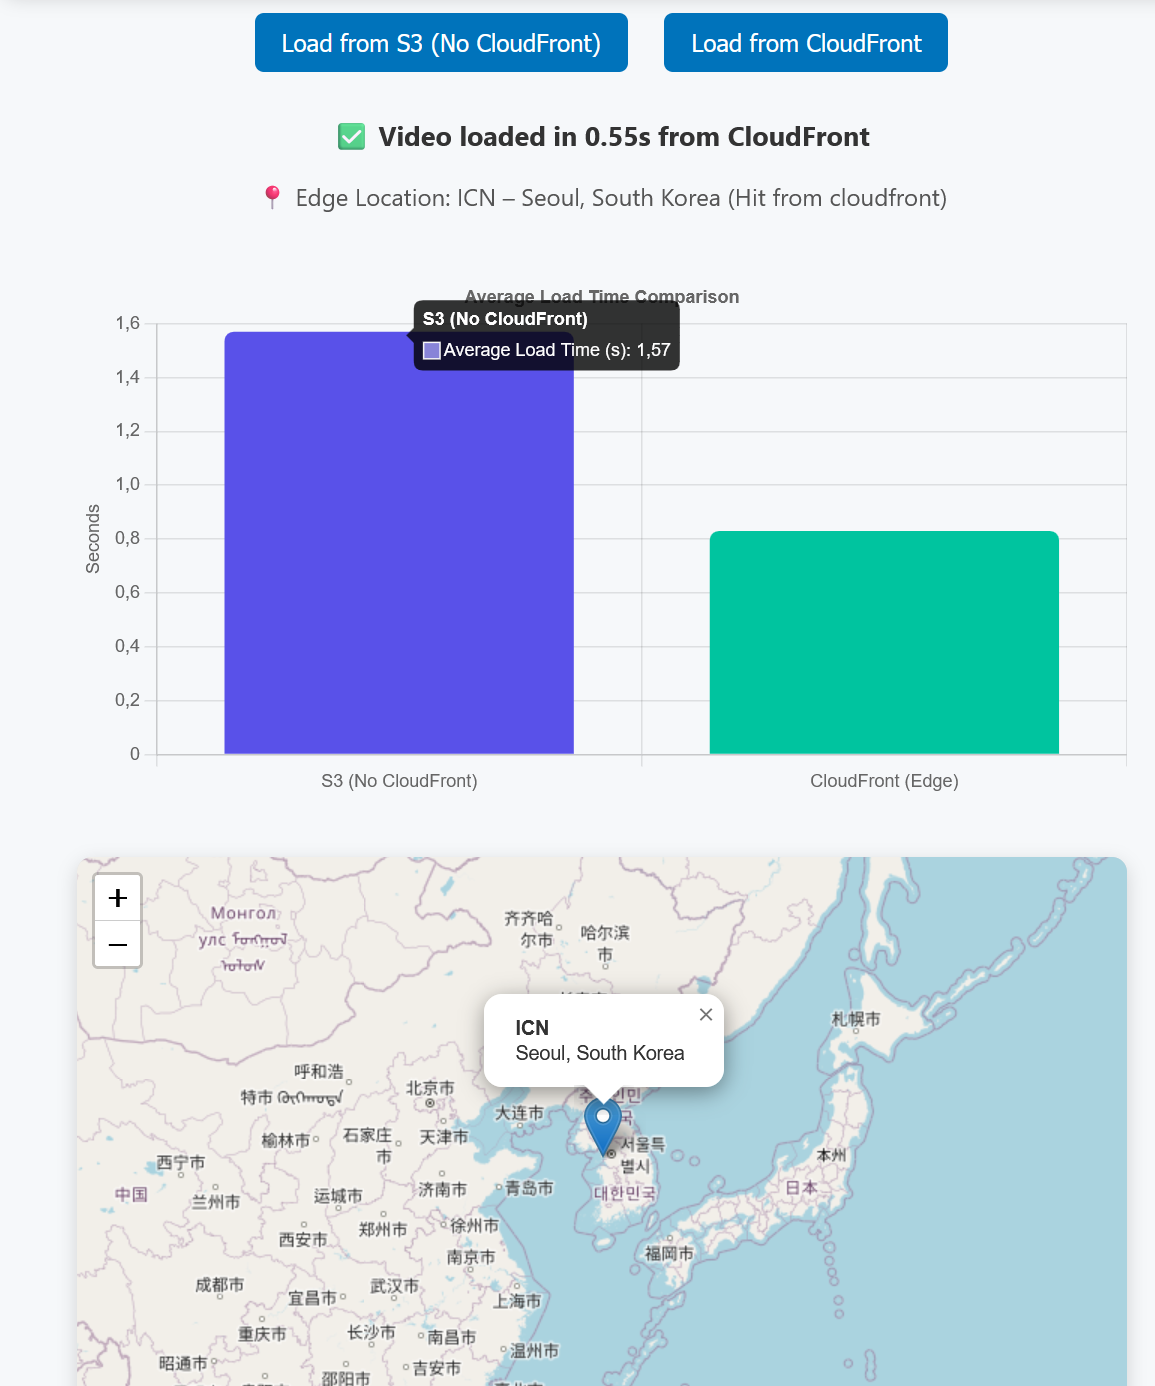 Load from S3 (No CloudFront)
Load from CloudFront
✅ Video loaded in 0.55s from CloudFront
📍 Edge Location: ICN – Seoul, South Korea (Hit from cloudfront)
Average Load Time Comparison
S3 (No CloudFront)
Average Load Time (s): 1,57
1,6
1,4
1,2
1,0
0,8
0,6
0,4
0,2
0
Seconds
S3 (No CloudFront)
CloudFront (Edge)
+
−
Монгол
улс
齐齐哈
尔市
哈尔滨
市
ICN
Seoul, South Korea
×
札幌市
呼和浩
特市
北京市
大连市
榆林市
石家庄
市
天津市
서울특
별시
本州
西宁市
中国
兰州市
运城市
济南市
青岛市
대한민국
日本
西安市
郑州市
徐州市
南京市
福冈市
成都市
宜昌市
武汉市
上海市
重庆市
长沙市
南昌市
温州市
昭通市
邵阳市
吉安市